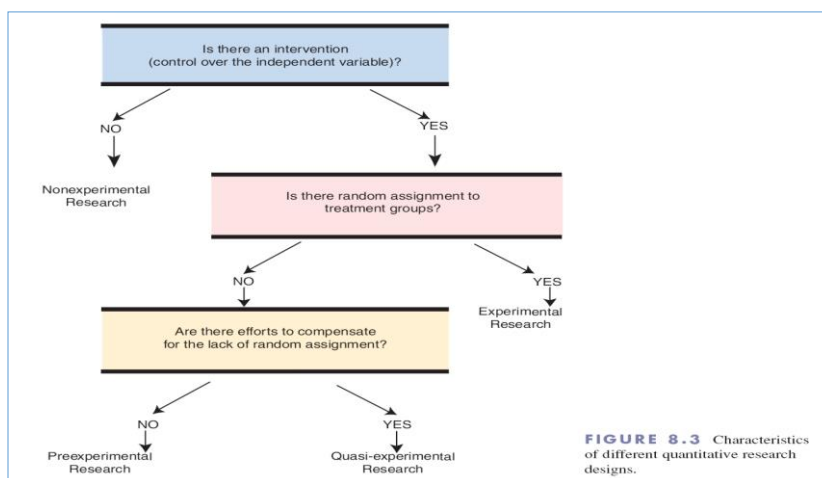 Is there an intervention
(control over the independent variable)?
NO
YES
Nonexperimental
Research
Is there random assignment to
treatment groups?
NO
YES
Experimental
Research
Are there efforts to compensate
for the lack of random assignment?
NO
YES
Preexperimental
Research
Quasi-experimental
Research
FIGURE 8.3 Characteristics
of different quantitative research
designs.